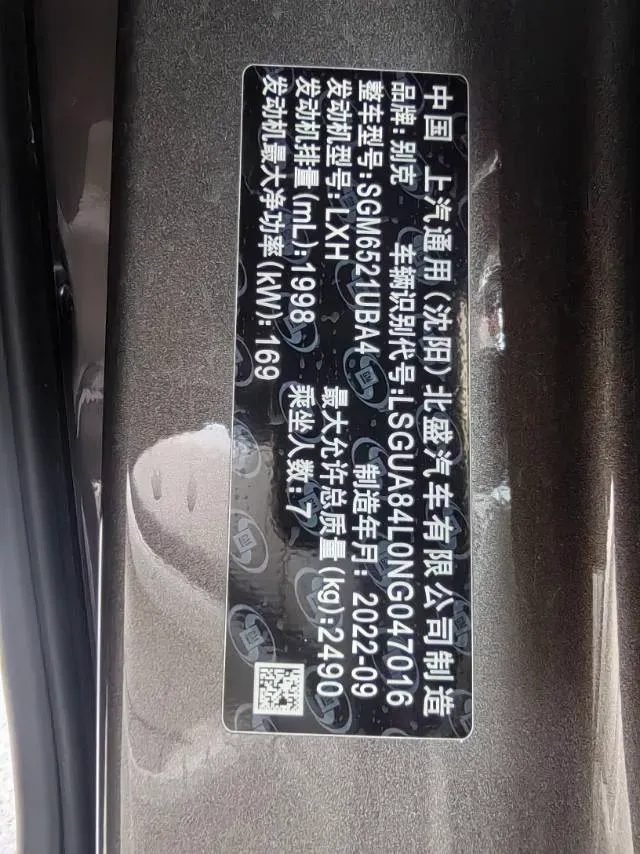 中国 上汽通用(沈阳)北盛汽车有限公司制造
品牌:别克 车辆识别代号:LSGUA84L0NG047016
整车型号:SGM6521UBA4 制造年月:2022-09
发动机型号:LXH 最大允许总质量(kg):2490
发动机排量(mL):1998 乘坐人数:7
发动机最大净功率(kW):169